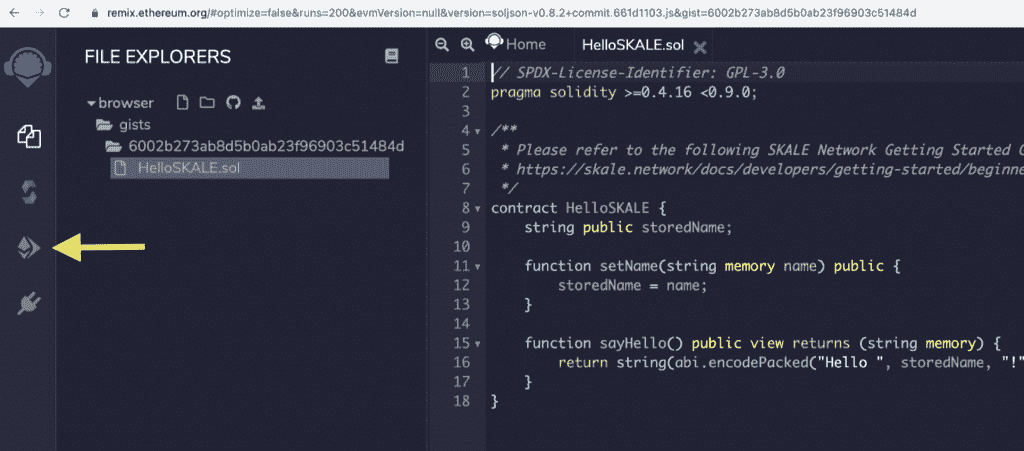 remix.ethereum.org/#optimize=false&runs=200&evmVersion=null&version=soljson-v0.8.2+commit.661d1103.js&gist=6002b273ab8d5b0ab23f96903c51484d
FILE EXPLORERS
browser
gists
6002b273ab8d5b0ab23f96903c51484d
HelloSKALE.sol
Home
HelloSKALE.sol
1 // SPDX-License-Identifier: GPL-3.0
2 pragma solidity >=0.4.16 <0.9.0;
3
4 /**
5 * Please refer to the following SKALE Network Getting Started
6 * https://skale.network/docs/developers/getting-started/beginne
7 */
8 contract HelloSKALE {
9 string public storedName;
10
11 function setName(string memory name) public {
12 storedName = name;
13 }
14
15 function sayHello() public view returns (string memory) {
16 return string(abi.encodePacked("Hello ", storedName, "!"
17 }
18 }